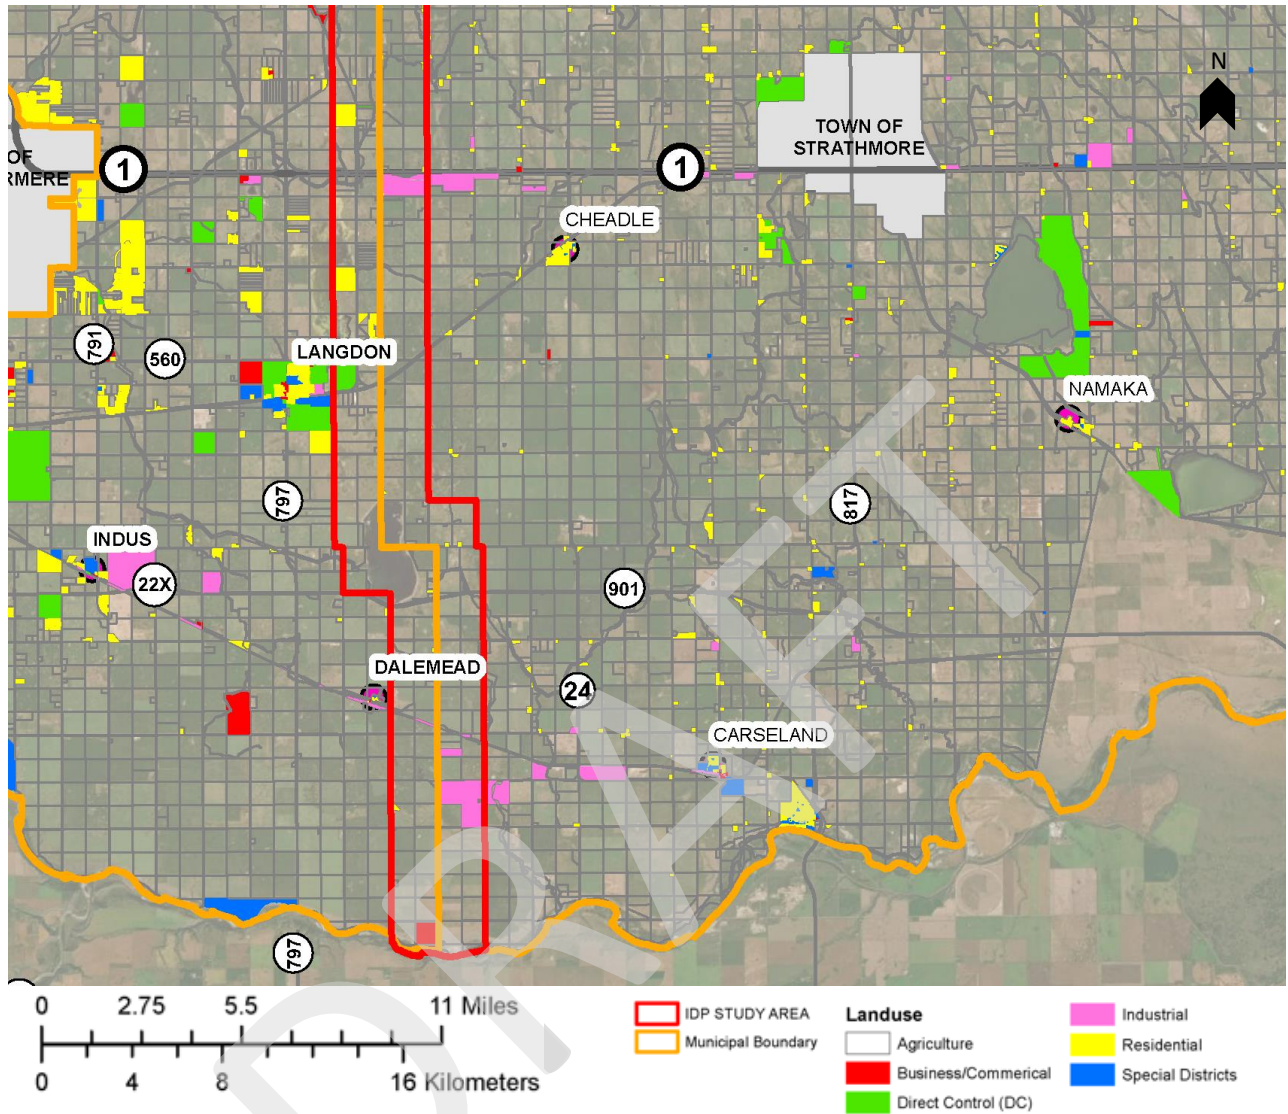 N
TOWN OF
STRATHMORE
OF
RMERE
1
1
CHEADLE
791
560
LANGDON
NAMAKA
797
817
INDUS
22X
901
DALEMEAD
24
CARSELAND
797
DRAFT
0 2.75 5.5 11 Miles
0 4 8 16 Kilometers
IDP STUDY AREA
Municipal Boundary
Landuse
Agriculture
Business/Commerical
Direct Control (DC)
Industrial
Residential
Special Districts